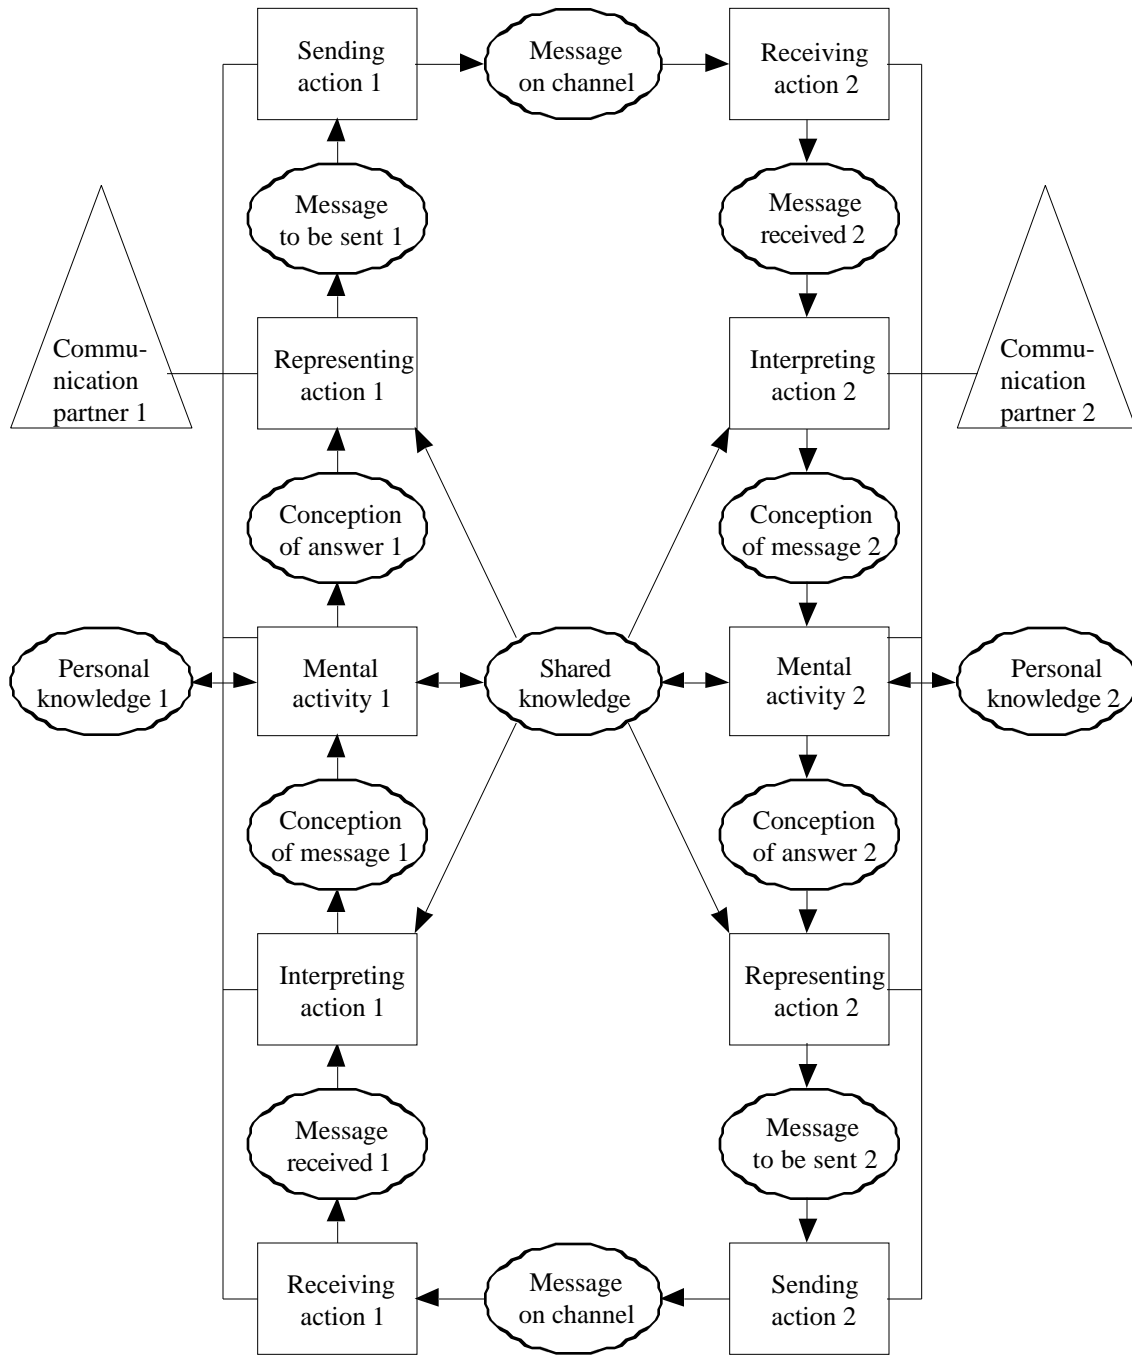 Sending
action 1
Message
on channel
Receiving
action 2
Message
to be sent 1
Message
received 2
Commu-
nication
partner 1
Representing
action 1
Interpreting
action 2
Commu-
nication
partner 2
Conception
of answer 1
Conception
of message 2
Personal
knowledge 1
Mental
activity 1
Shared
knowledge
Mental
activity 2
Personal
knowledge 2
Conception
of message 1
Conception
of answer 2
Interpreting
action 1
Representing
action 2
Message
received 1
Message
to be sent 2
Receiving
action 1
Message
on channel
Sending
action 2